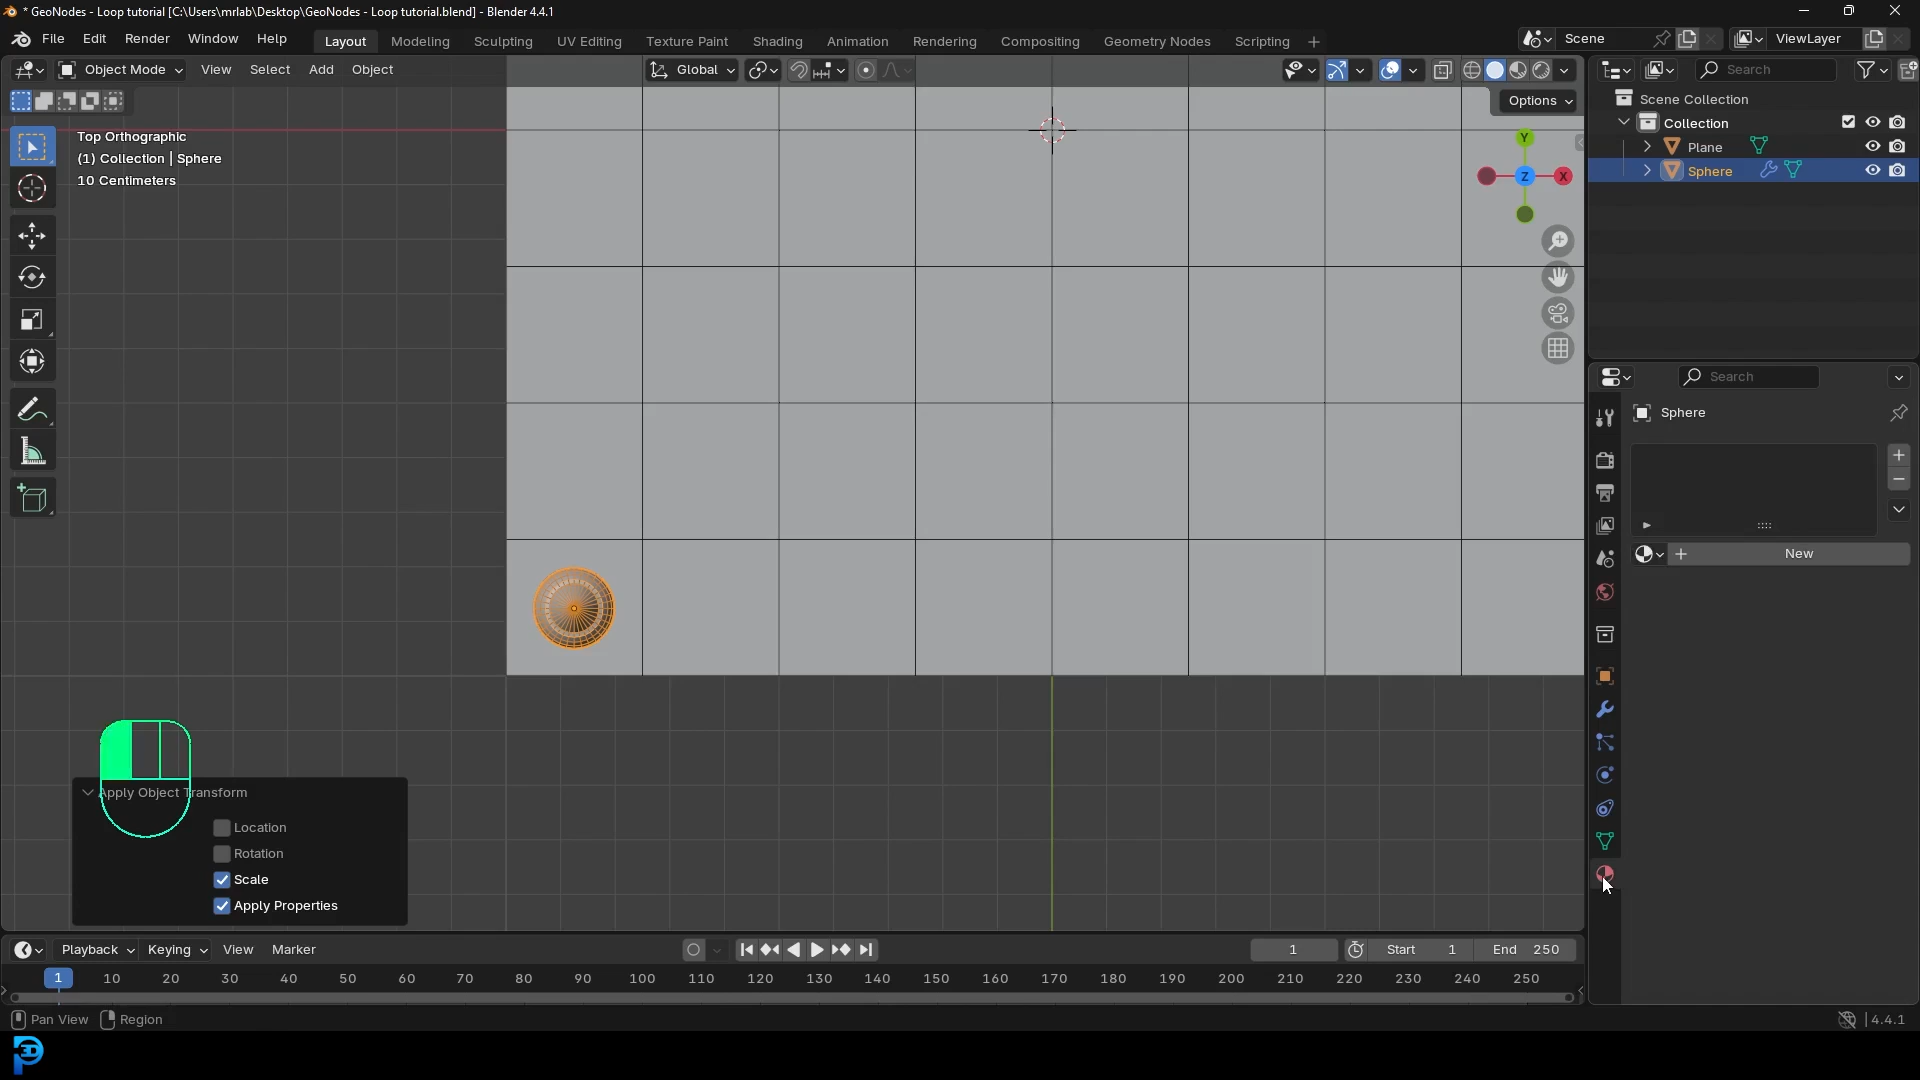 * GeoNodes - Loop tutorial [C:\Users\mrlab\Desktop\GeoNodes - Loop tutorial.blend] - Blender 4.4.1
File Edit Render Window Help Layout Modeling Sculpting UV Editing Texture Paint Shading Animation Rendering Compositing Geometry Nodes Scripting + Scene ViewLayer
Object Mode View Select Add Object Global Search
Options
Top Orthographic
(1) Collection | Sphere
10 Centimeters
Y
Z X
Scene Collection
Collection
Plane
Sphere
Search
Sphere
New
Apply Object Transform
Location
Rotation
Scale
Apply Properties
Playback Keying View Marker 1 Start 1 End 250
1 10 20 30 40 50 60 70 80 90 100 110 120 130 140 150 160 170 180 190 200 210 220 230 240 250
Pan View Region 4.4.1
3D